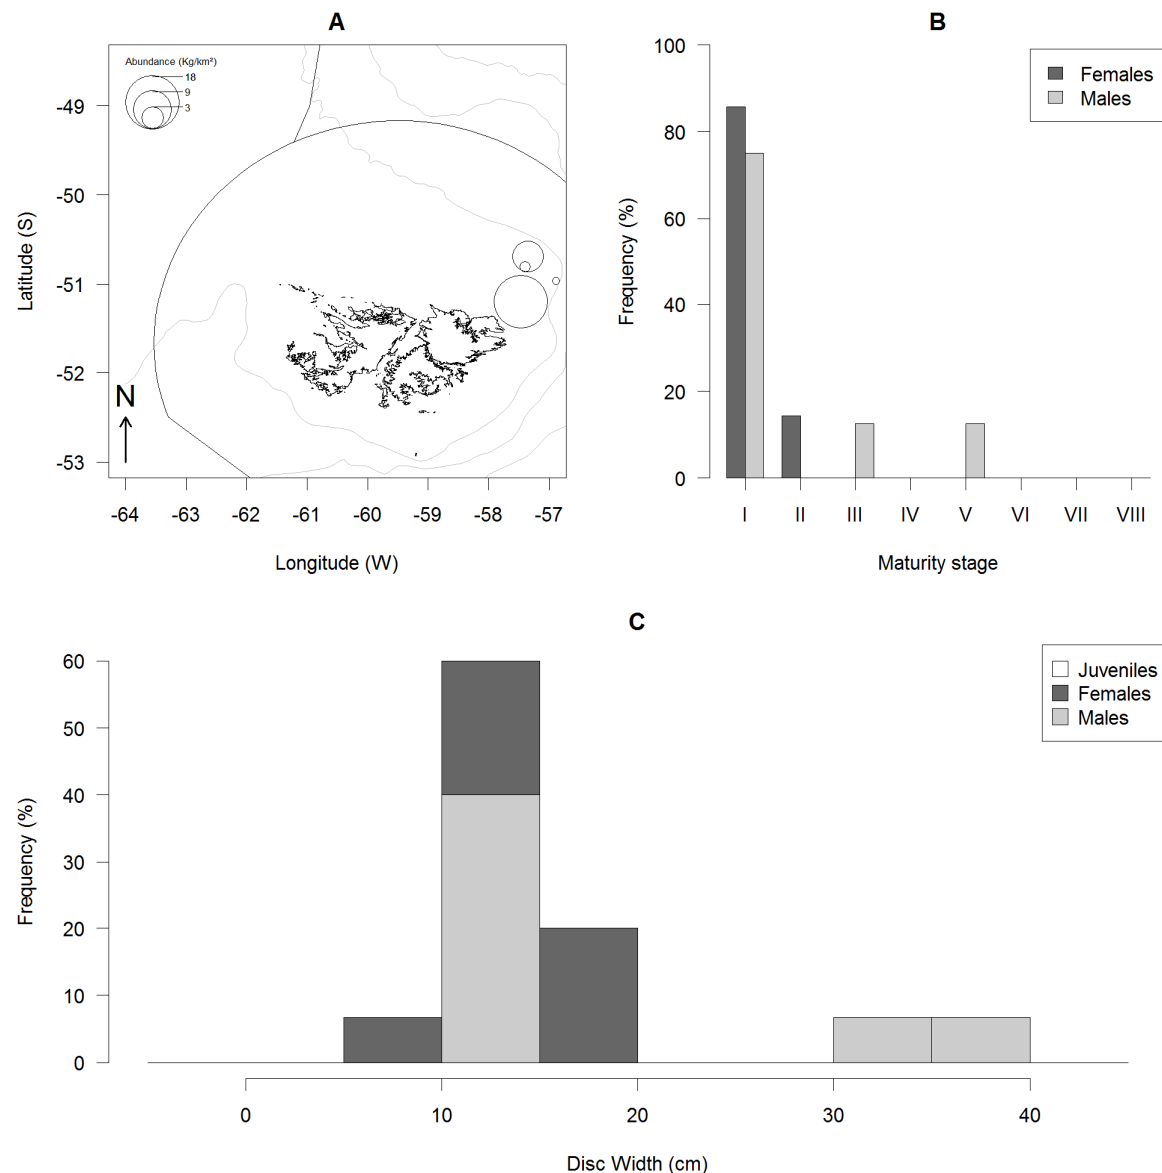 A
Abundance (Kg/km²)
18
9
3
-49
-50
-51
-52
-53
Latitude (S)
N
-64 -63 -62 -61 -60 -59 -58 -57
Longitude (W)
B
Females
Males
100
80
60
40
20
0
Frequency (%)
I II III IV V VI VII VIII
Maturity stage
C
Juveniles
Females
Males
60
50
40
30
20
10
0
Frequency (%)
0 10 20 30 40
Disc Width (cm)